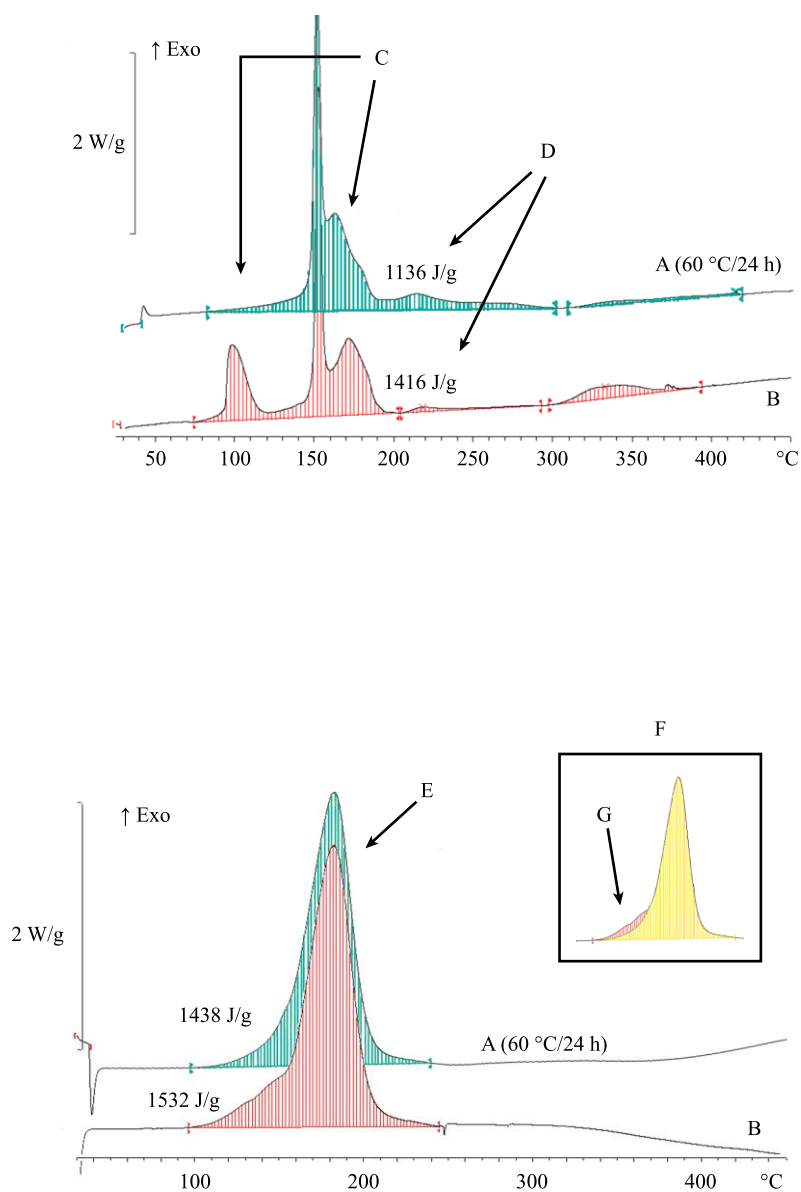 ↑ Exo
C
2 W/g
D
1136 J/g
A (60 °C/24 h)
1416 J/g
B
50 100 150 200 250 300 350 400 °C
F
E
↑ Exo
G
2 W/g
1438 J/g
A (60 °C/24 h)
1532 J/g
B
100 200 300 400 °C